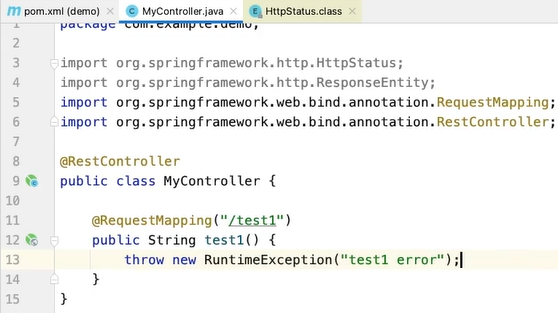 pom.xml (demo) MyController.java HttpStatus.class
1 package com.example.demo;
2
3 import org.springframework.http.HttpStatus;
4 import org.springframework.http.ResponseEntity;
5 import org.springframework.web.bind.annotation.RequestMapping;
6 import org.springframework.web.bind.annotation.RestController;
7
8 @RestController
9 public class MyController {
10
11 @RequestMapping("/test1")
12 public String test1() {
13 throw new RuntimeException("test1 error");
14 }
15 }